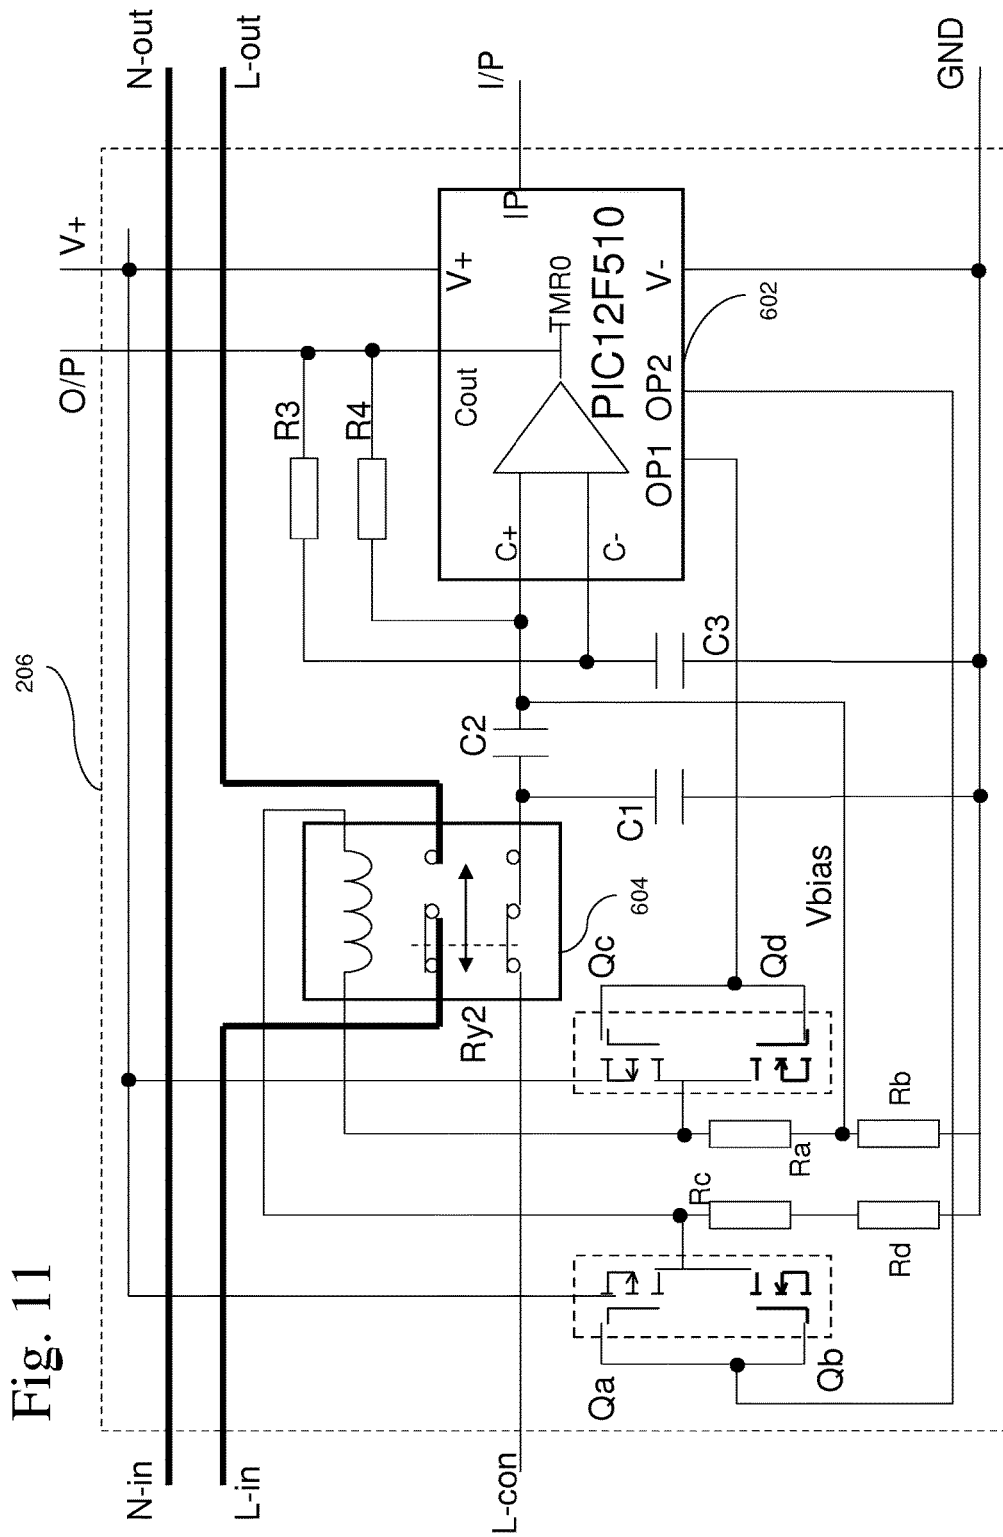 Fig. 11
206
O/P
V+
N-in
N-out
L-in
L-out
R3
R4
I/P
Cout
V+
IP
TMR0
PIC12F510
C+
C-
OP1
OP2
V-
602
C2
C3
C1
Ry2
604
L-con
Qa
Qb
Qc
Qd
Rc
Rd
Ra
Rb
Vbias
GND